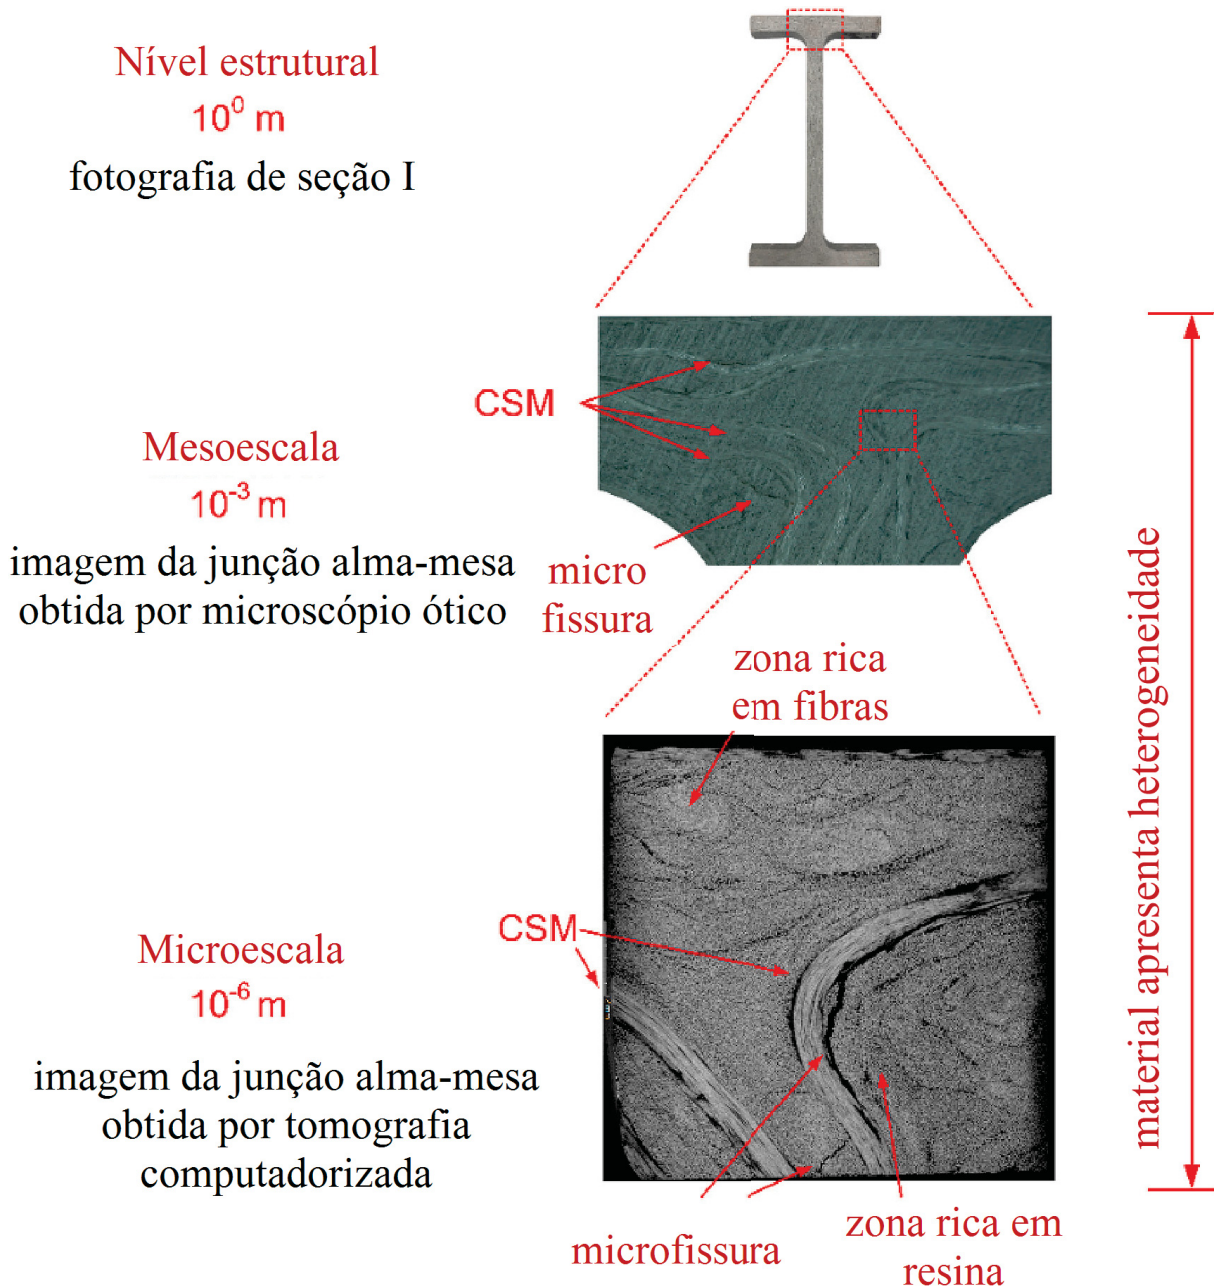 Nível estrutural
10⁰ m
fotografia de seção I
CSM
Mesoescala
10⁻³ m
imagem da junção alma-mesa
obtida por microscópio ótico
micro
fissura
zona rica
em fibras
material apresenta heterogeneidade
CSM
Microescala
10⁻⁶ m
imagem da junção alma-mesa
obtida por tomografia
computadorizada
microfissura
zona rica em
resina